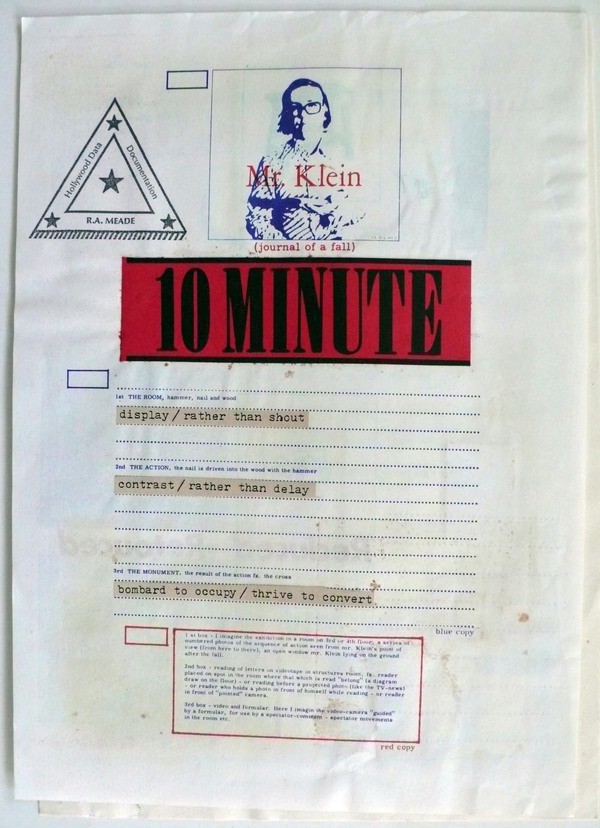 Hollywood Data
Documentation
R.A. MEADE
Mr. Klein
(journal of a fall)
10 MINUTE
1st THE ROOM, hammer, nail and wood
display/rather than shout
2nd THE ACTION, the nail is driven into the wood with the hammer
contrast/rather than delay
3rd THE MONUMENT, the result of the action fx. the cross
bombard to occupy/thrive to convert
blue copy
1st box - I imagine the exhibition in a room on 3rd or 4th floor, a series of
numbered photos of the sequence of action seen from mr. Klein's point of
view (from here to there), an open window mr. Klein lying on the ground
after the fall.
2nd box - reading of letters on videotape in structures room, fx. reader
placed on spot in the room where that which is read "belong" (a diagram
draw on the floor) - or reading before a projected photo (like the TV-news)
- or reader who holds a photo in front of himself while reading - or reader
in front of "pointed" camera.
3rd box - video and formular. Here I imagin the video-camera "guided"
by a formular, for use by a spectator-comment - spectator movements
in the room etc.
red copy